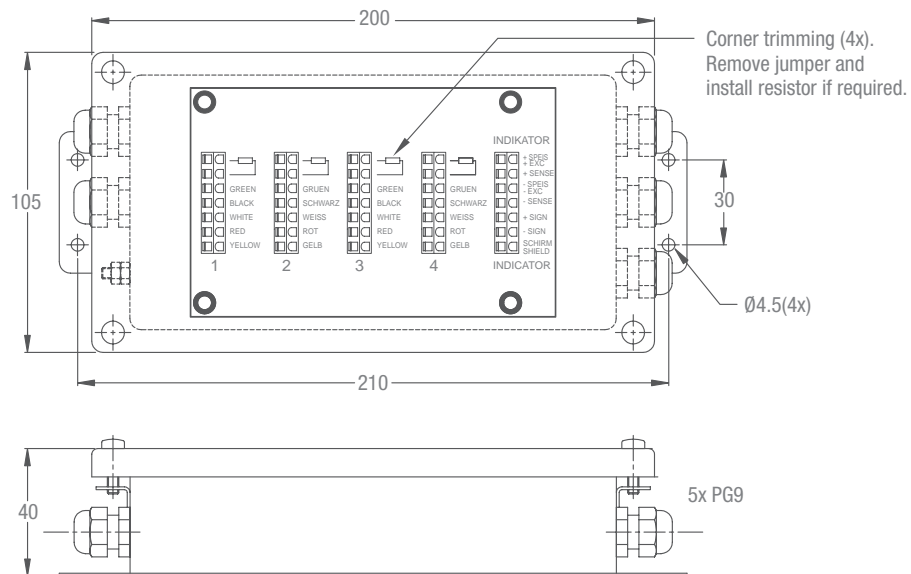 200
Corner trimming (4x).
Remove jumper and
install resistor if required.
105
INDIKATOR
+ SPEIS
+ EXC
+ SENSE
- SPEIS
- EXC
- SENSE
+ SIGN
- SIGN
SCHIRM
SHIELD
INDICATOR
GREEN
BLACK
WHITE
RED
YELLOW
1
GRUEN
SCHWARZ
WEISS
ROT
GELB
2
GREEN
BLACK
WHITE
RED
YELLOW
3
GRUEN
SCHWARZ
WEISS
ROT
GELB
4
30
Ø4.5(4x)
210
40
5x PG9